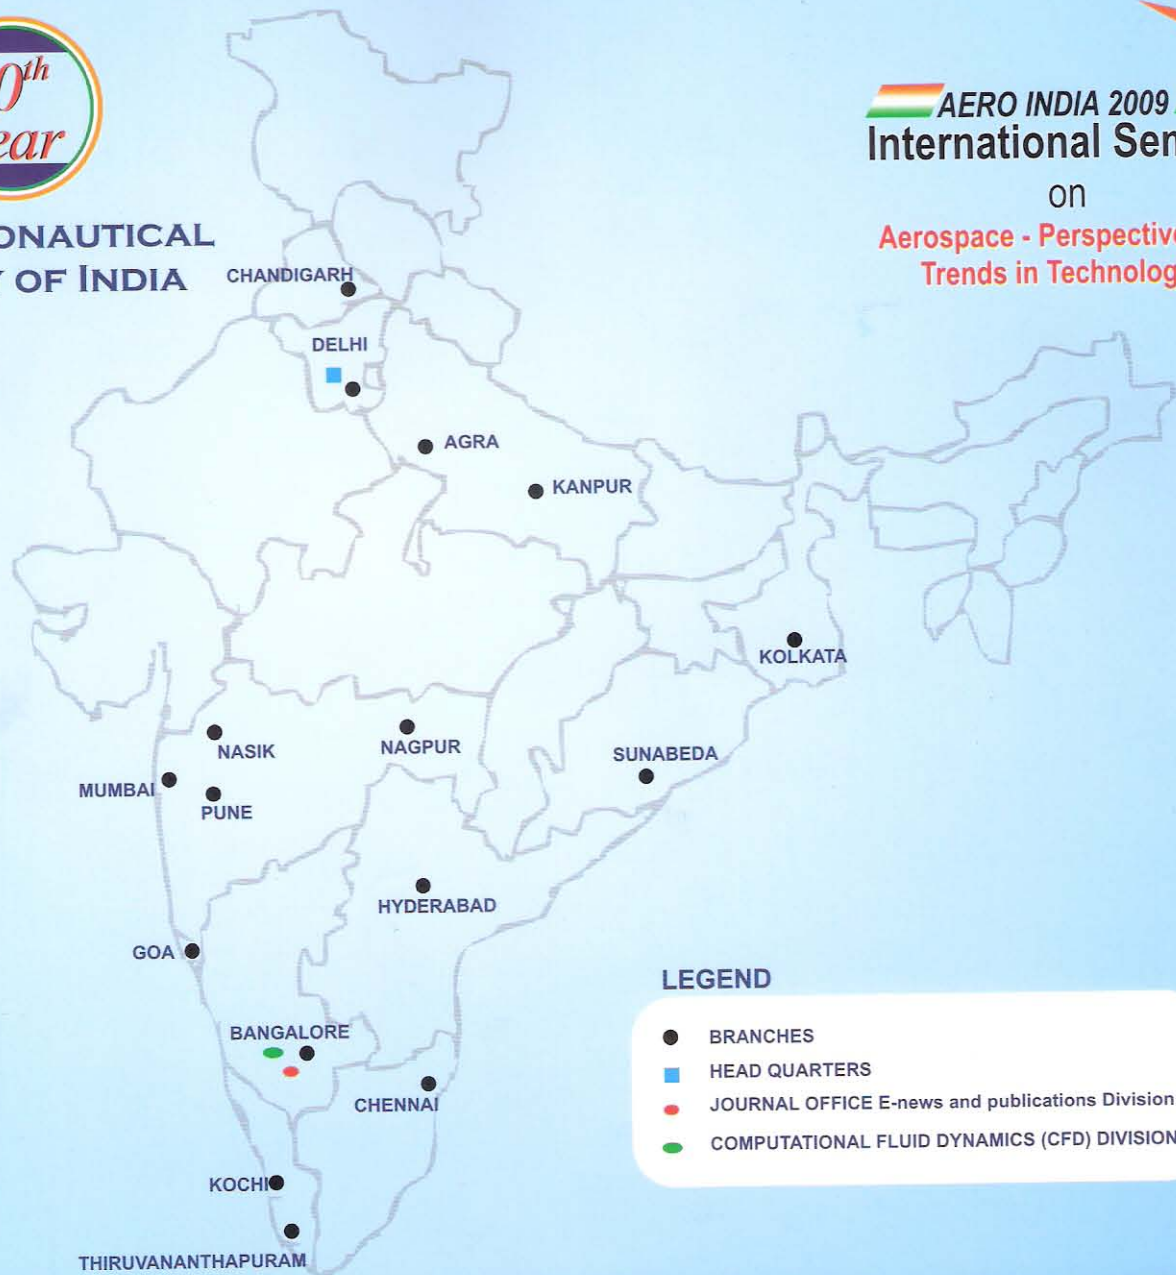 0th
ear
ONAUTICAL
Y OF INDIA
AERO INDIA 2009
International Sen
on
Aerospace - Perspective
Trends in Technolog
CHANDIGARH
DELHI
AGRA
KANPUR
KOLKATA
NASIK
NAGPUR
SUNABEDA
MUMBAI
PUNE
HYDERABAD
GOA
BANGALORE
CHENNAI
KOCHI
THIRUVANANTHAPURAM
LEGEND
BRANCHES
HEAD QUARTERS
JOURNAL OFFICE E-news and publications Division
COMPUTATIONAL FLUID DYNAMICS (CFD) DIVISION